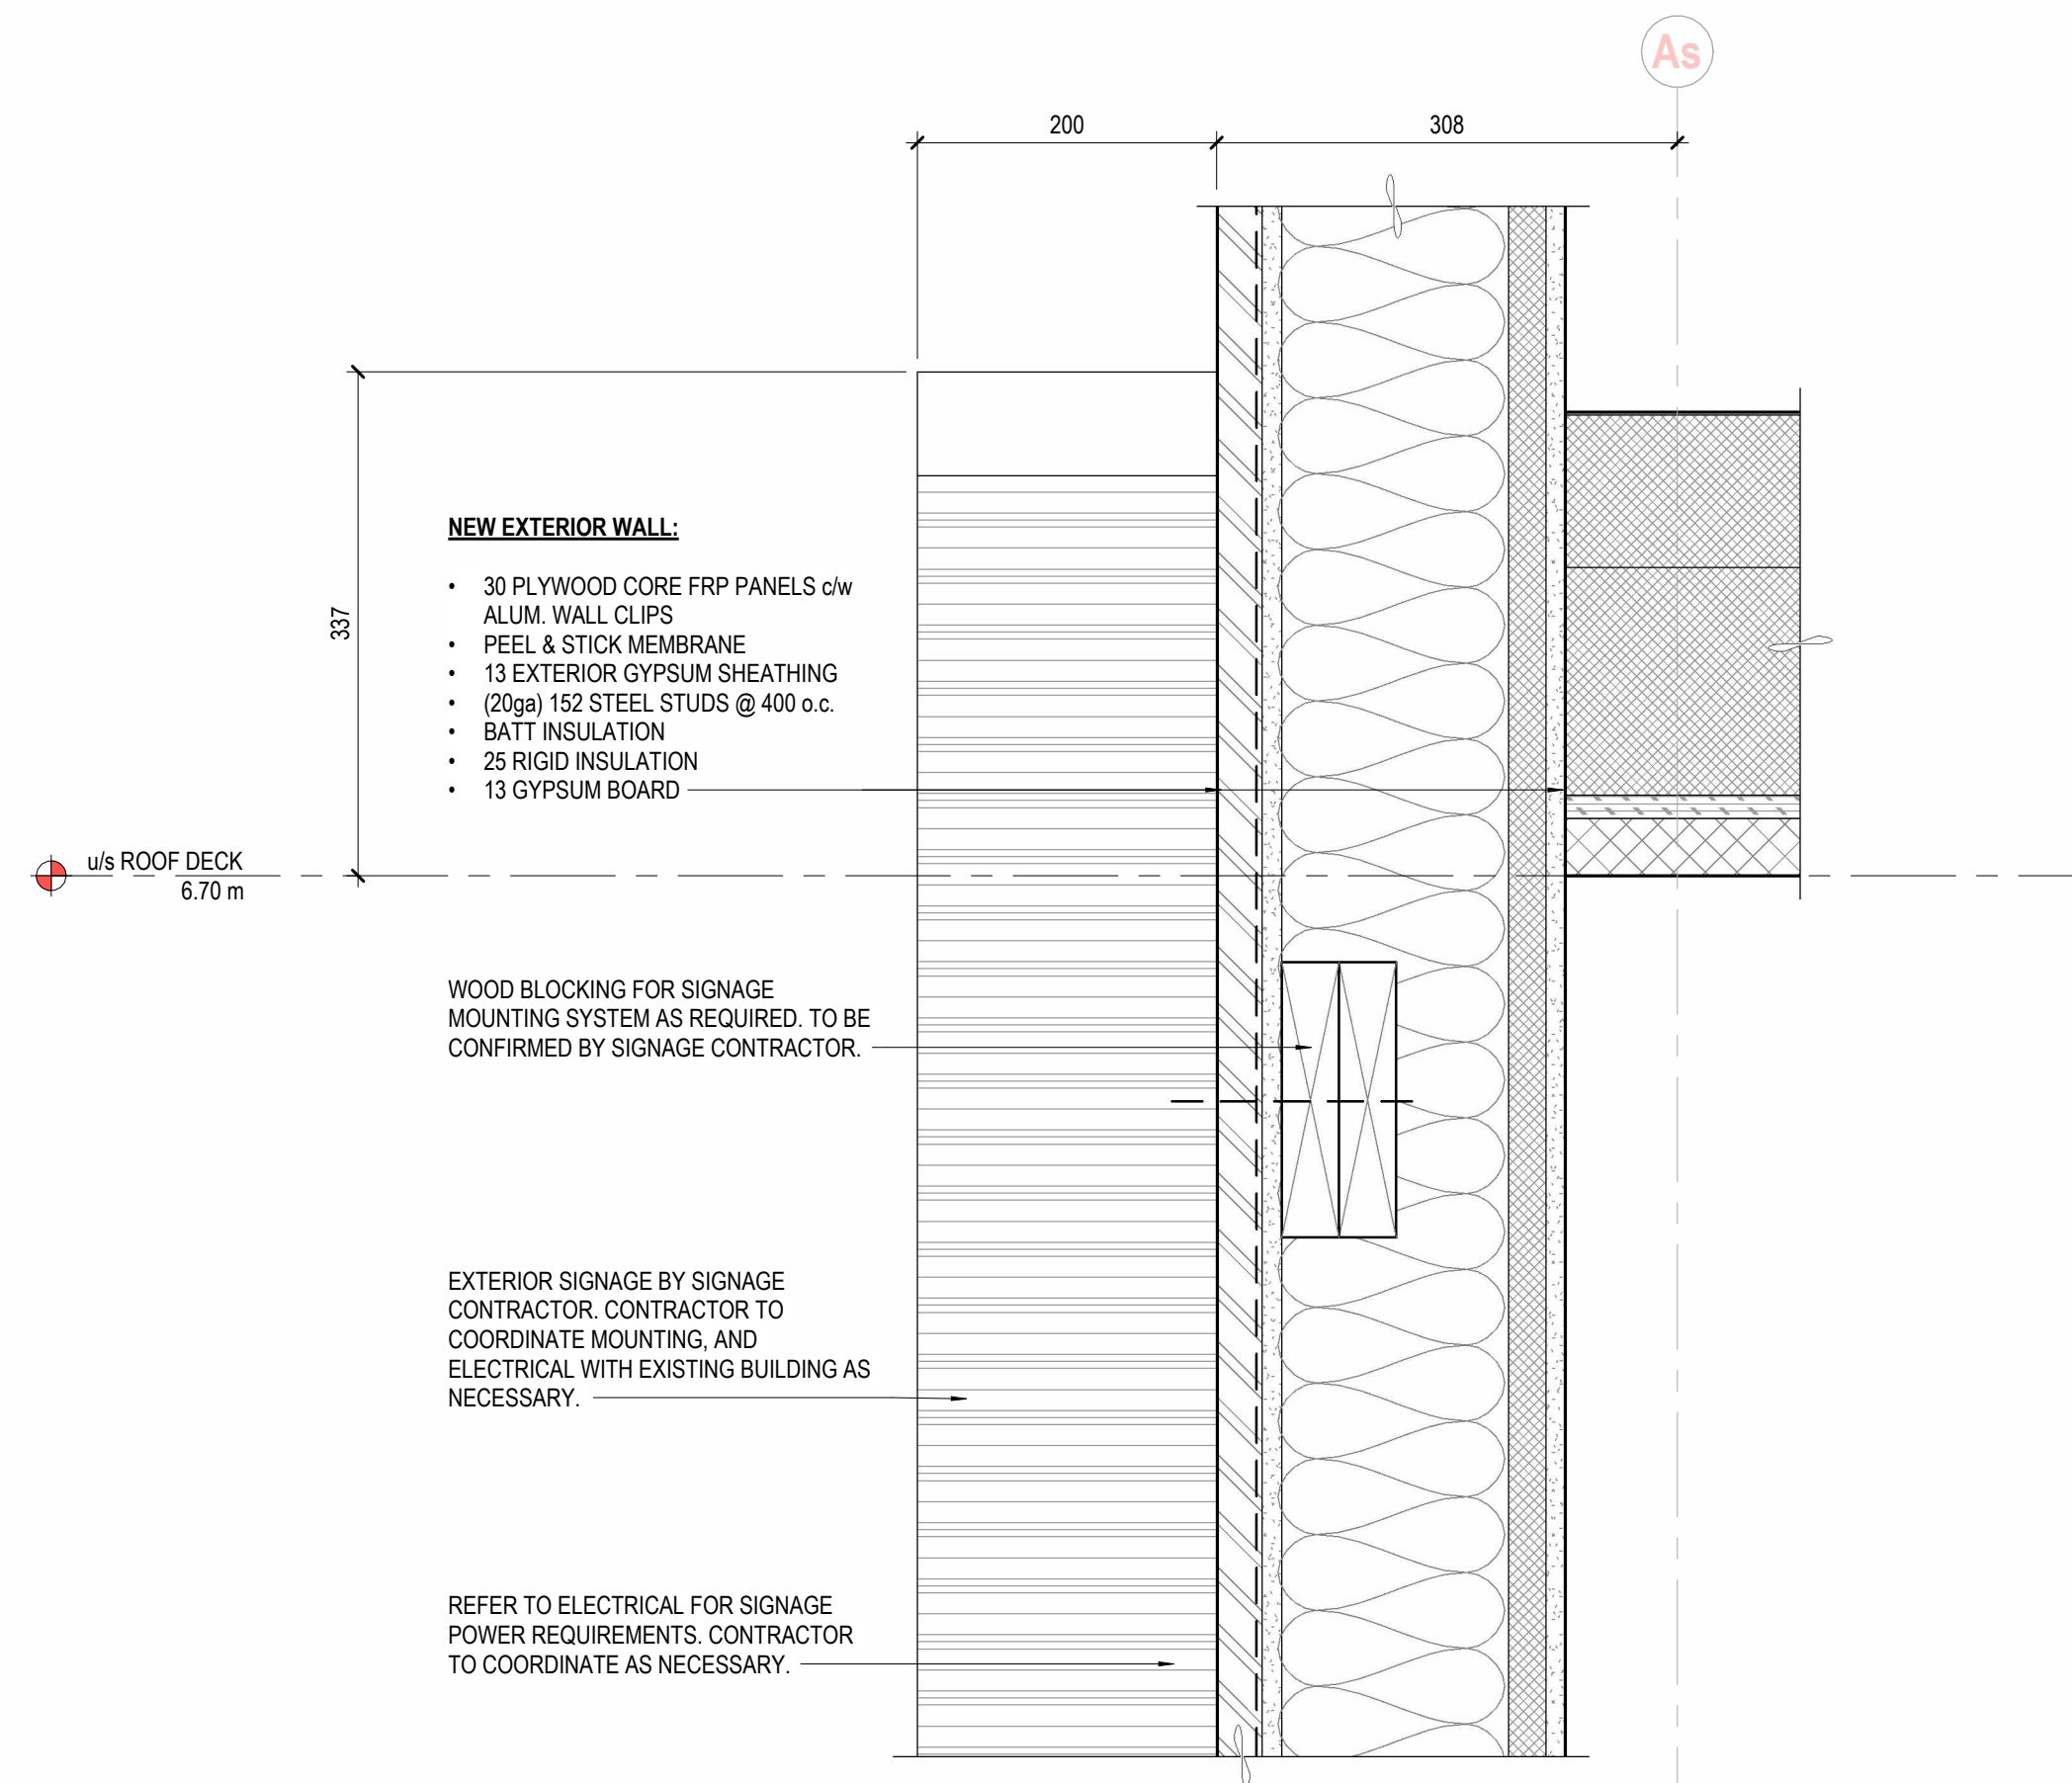 As
200
308
337
NEW EXTERIOR WALL:
• 30 PLYWOOD CORE FRP PANELS c/w
ALUM. WALL CLIPS
• PEEL & STICK MEMBRANE
• 13 EXTERIOR GYPSUM SHEATHING
• (20ga) 152 STEEL STUDS @ 400 o.c.
• BATT INSULATION
• 25 RIGID INSULATION
• 13 GYPSUM BOARD
u/s ROOF DECK
6.70 m
WOOD BLOCKING FOR SIGNAGE
MOUNTING SYSTEM AS REQUIRED. TO BE
CONFIRMED BY SIGNAGE CONTRACTOR.
EXTERIOR SIGNAGE BY SIGNAGE
CONTRACTOR. CONTRACTOR TO
COORDINATE MOUNTING, AND
ELECTRICAL WITH EXISTING BUILDING AS
NECESSARY.
REFER TO ELECTRICAL FOR SIGNAGE
POWER REQUIREMENTS. CONTRACTOR
TO COORDINATE AS NECESSARY.